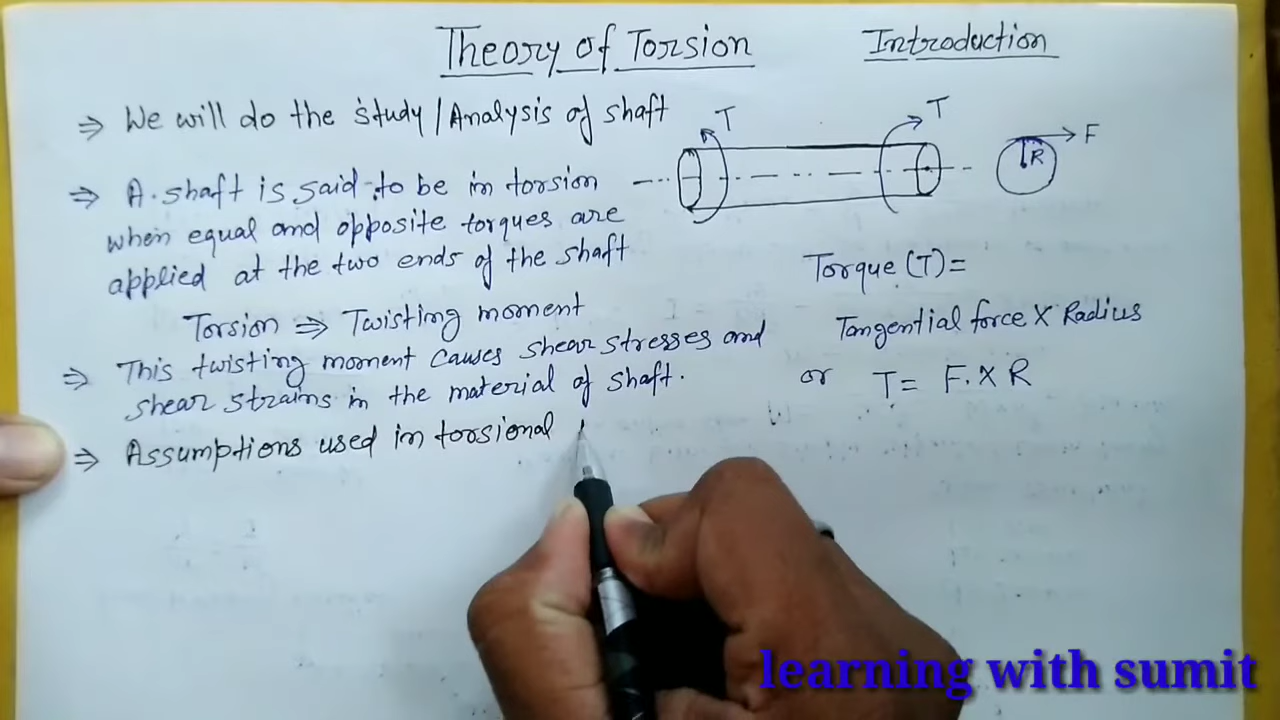 Theory of Torsion
Introduction
⇒ We will do the study/Analysis of shaft
⇒ A shaft is said to be in torsion
when equal and opposite torques are
applied at the two ends of the shaft
Torsion ⇒ Twisting moment
⇒ This twisting moment causes shear stresses and
shear strains in the material of shaft.
⇒ Assumptions used in torsional
T
T
F
R
Torque (T) =
Tangential force X Radius
or T = F. X R
learning with sumit